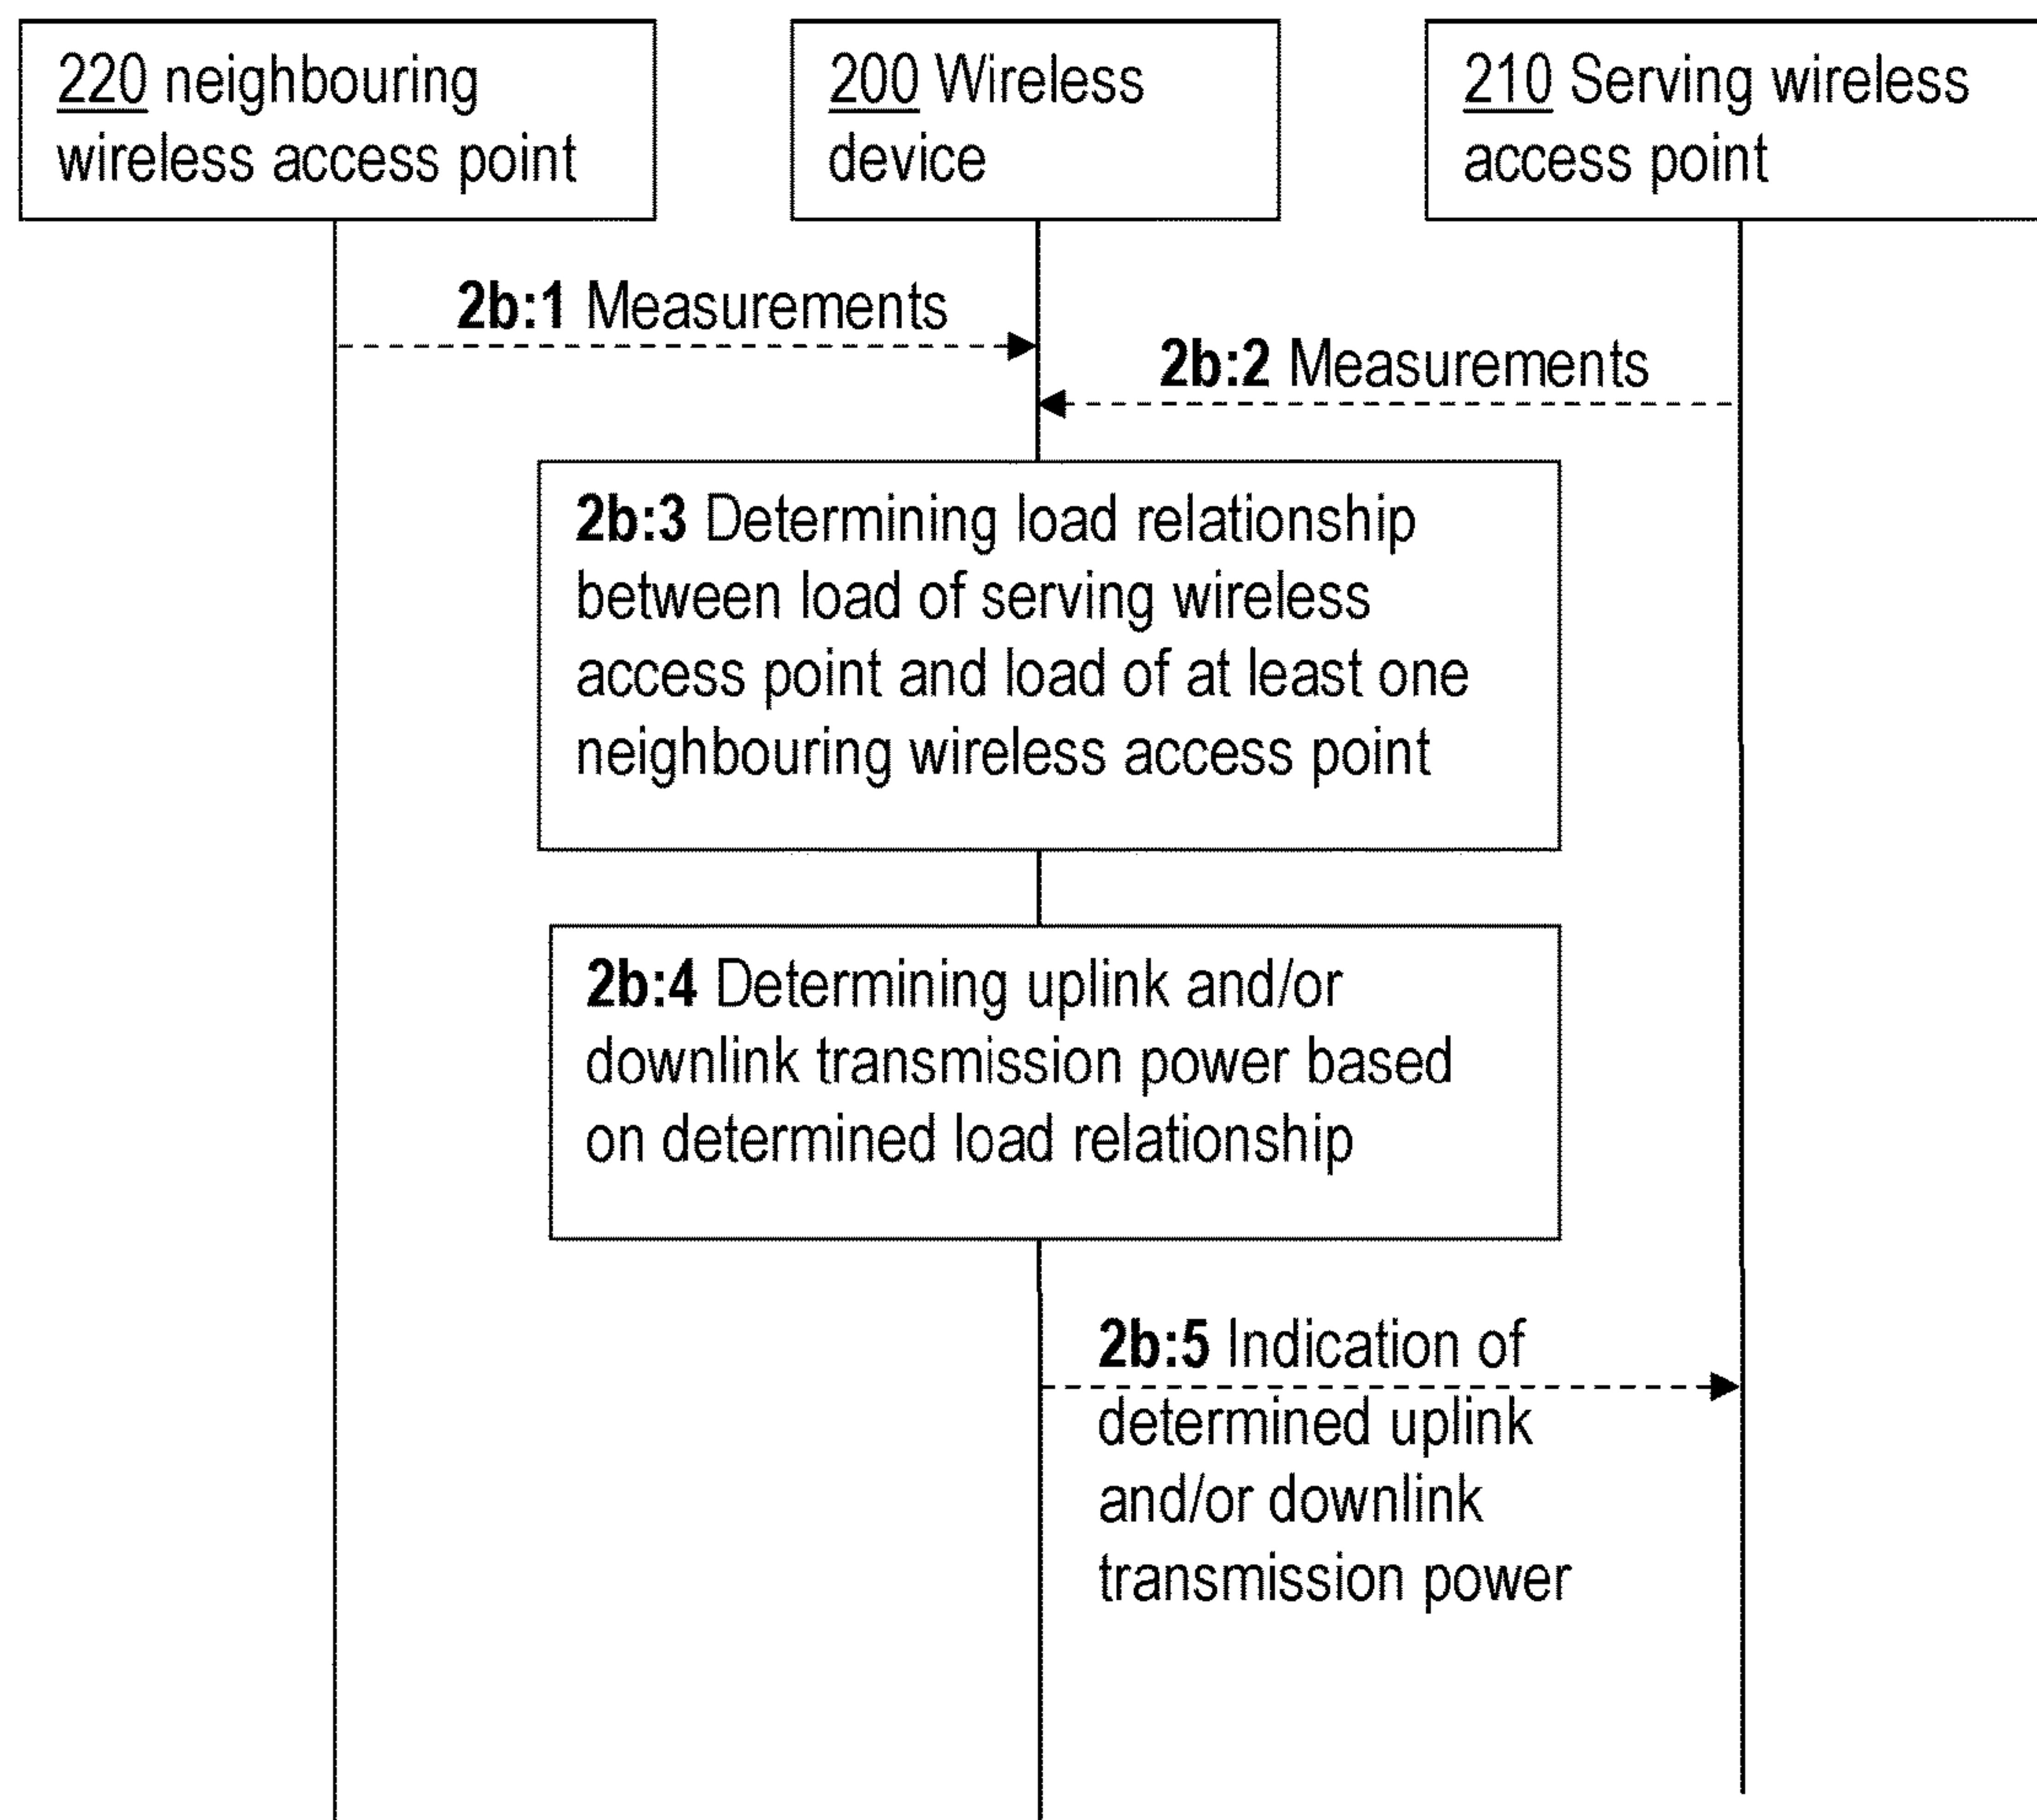 220 neighbouring
wireless access point
200 Wireless
device
210 Serving wireless
access point
2b:1 Measurements
2b:2 Measurements
2b:3 Determining load relationship
between load of serving wireless
access point and load of at least one
neighbouring wireless access point
2b:4 Determining uplink and/or
downlink transmission power based
on determined load relationship
2b:5 Indication of
determined uplink
and/or downlink
transmission power